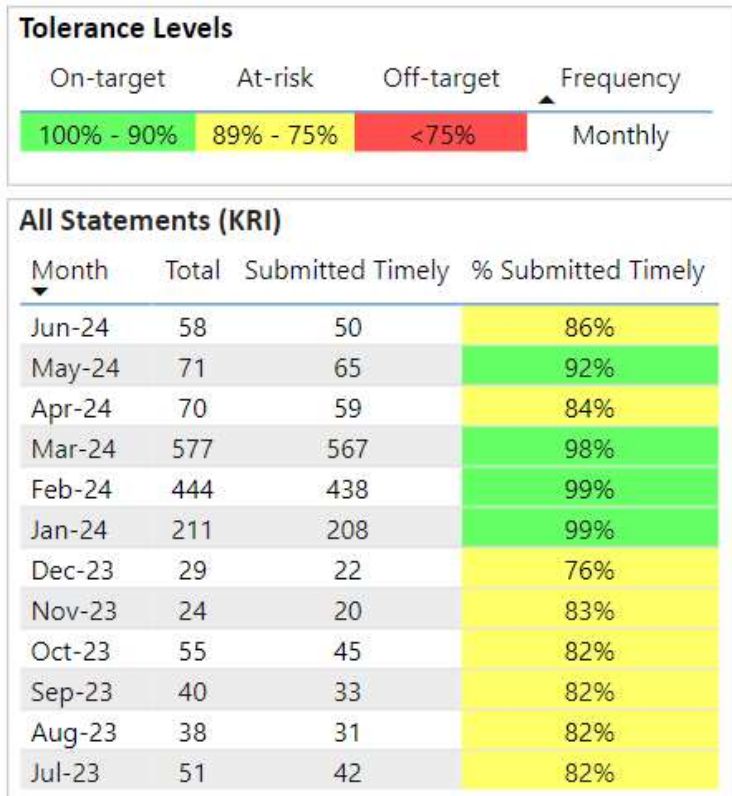 Tolerance Levels
On-target At-risk Off-target Frequency
100% - 90% 89% - 75% <75% Monthly
All Statements (KRI)
Month Total Submitted Timely % Submitted Timely
Jun-24 58 50 86%
May-24 71 65 92%
Apr-24 70 59 84%
Mar-24 577 567 98%
Feb-24 444 438 99%
Jan-24 211 208 99%
Dec-23 29 22 76%
Nov-23 24 20 83%
Oct-23 55 45 82%
Sep-23 40 33 82%
Aug-23 38 31 82%
Jul-23 51 42 82%